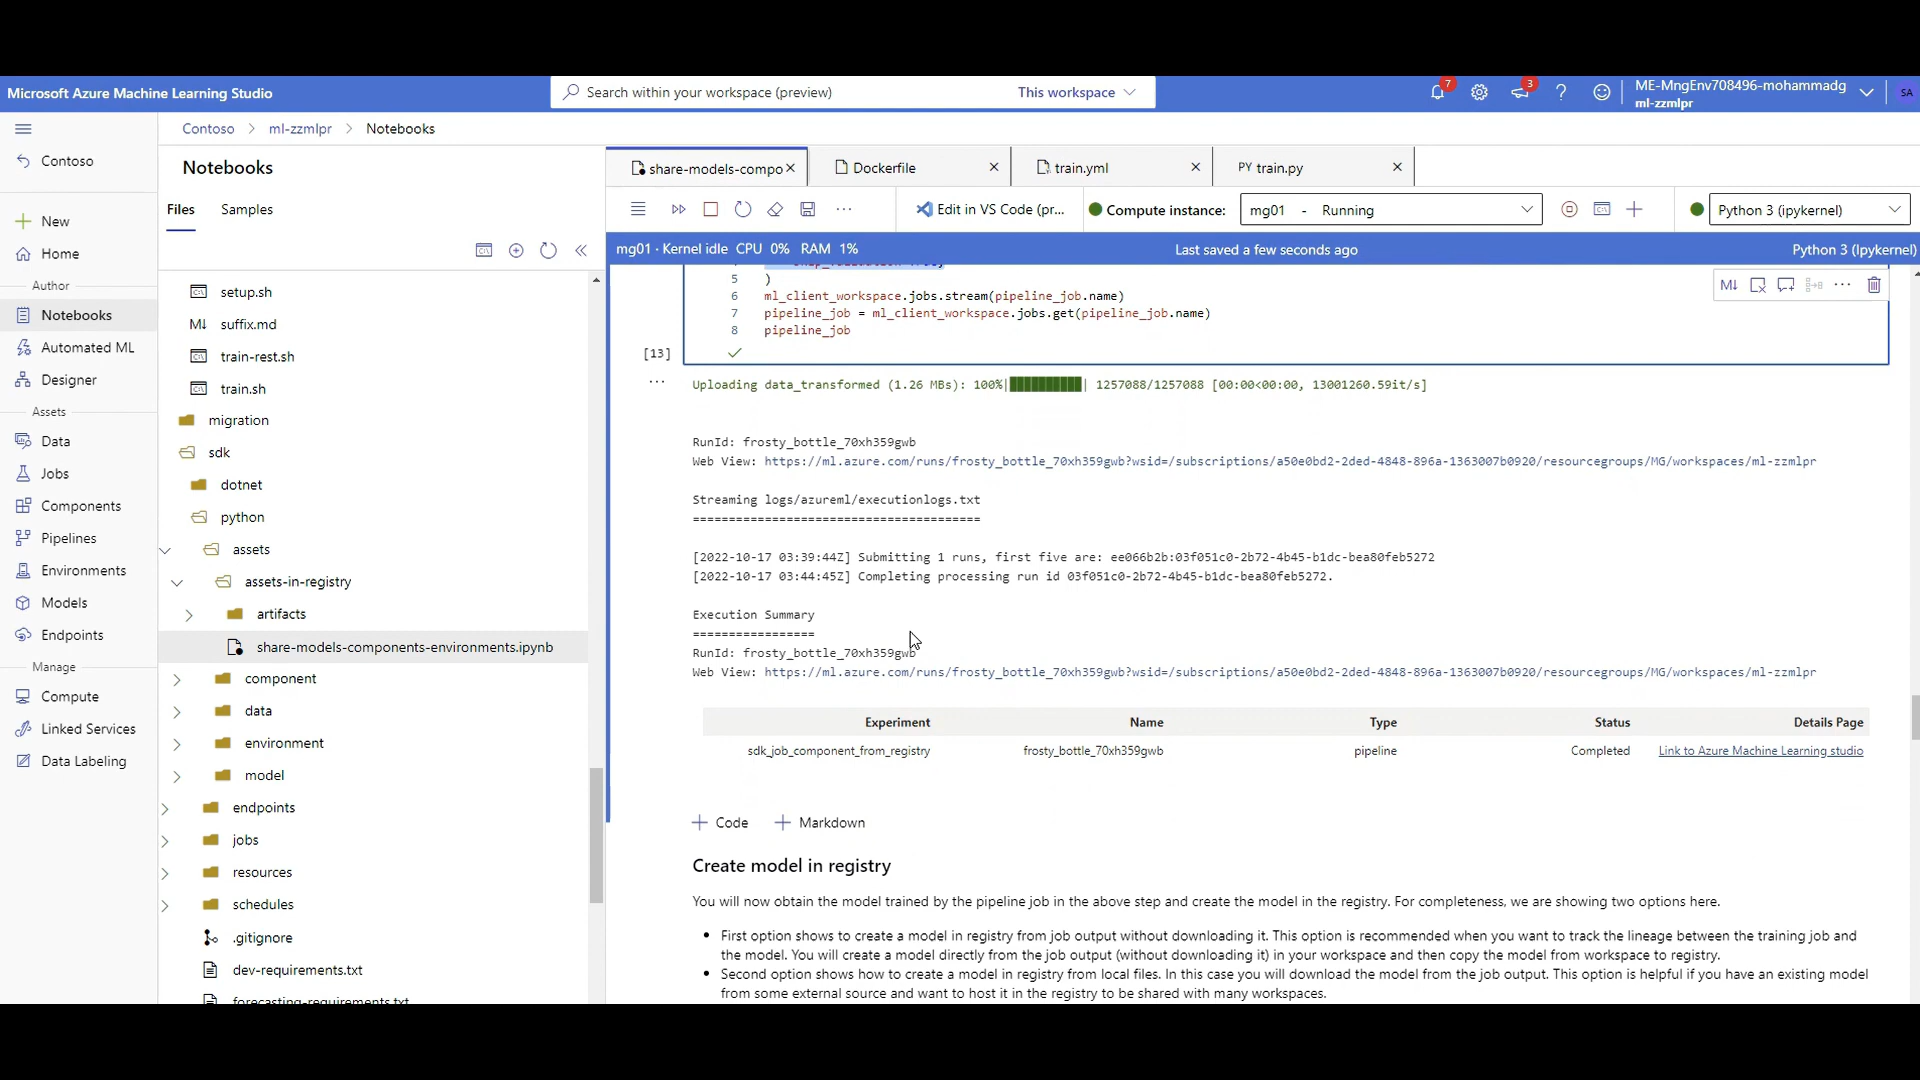 Microsoft Azure Machine Learning Studio
Search within your workspace (preview)
This workspace
7
3
ME-MngEnv708496-mohammadg
ml-zzmlpr
SA
Contoso
New
Home
Author
Notebooks
Automated ML
Designer
Assets
Data
Jobs
Components
Pipelines
Environments
Models
Endpoints
Manage
Compute
Linked Services
Data Labeling
Contoso > ml-zzmlpr > Notebooks
Notebooks
Files
Samples
setup.sh
M↓ suffix.md
train-rest.sh
train.sh
migration
sdk
dotnet
python
assets
assets-in-registry
artifacts
share-models-components-environments.ipynb
component
data
environment
model
endpoints
jobs
resources
schedules
.gitignore
dev-requirements.txt
forecasting-requirements.txt
share-models-compo
Dockerfile
train.yml
PY train.py
Edit in VS Code (pr...
Compute instance:
mg01 - Running
Python 3 (ipykernel)
mg01 · Kernel idle CPU 0% RAM 1%
Last saved a few seconds ago
Python 3 (Ipykernel)
5 )
6 ml_client_workspace.jobs.stream(pipeline_job.name)
7 pipeline_job = ml_client_workspace.jobs.get(pipeline_job.name)
8 pipeline_job
M↓
[13]
Uploading data_transformed (1.26 MBs): 100%|██████████| 1257088/1257088 [00:00<00:00, 13001260.59it/s]
RunId: frosty_bottle_70xh359gwb
Web View: https://ml.azure.com/runs/frosty_bottle_70xh359gwb?wsid=/subscriptions/a50e0bd2-2ded-4848-896a-1363007b0920/resourcegroups/MG/workspaces/ml-zzmlpr
Streaming logs/azureml/executionlogs.txt
========================================
[2022-10-17 03:39:44Z] Submitting 1 runs, first five are: ee066b2b:03f051c0-2b72-4b45-b1dc-bea80feb5272
[2022-10-17 03:44:45Z] Completing processing run id 03f051c0-2b72-4b45-b1dc-bea80feb5272.
Execution Summary
=================
RunId: frosty_bottle_70xh359gwb
Web View: https://ml.azure.com/runs/frosty_bottle_70xh359gwb?wsid=/subscriptions/a50e0bd2-2ded-4848-896a-1363007b0920/resourcegroups/MG/workspaces/ml-zzmlpr
Experiment Name Type Status Details Page
sdk_job_component_from_registry frosty_bottle_70xh359gwb pipeline Completed Link to Azure Machine Learning studio
+ Code + Markdown
Create model in registry
You will now obtain the model trained by the pipeline job in the above step and create the model in the registry. For completeness, we are showing two options here.
• First option shows to create a model in registry from job output without downloading it. This option is recommended when you want to track the lineage between the training job and
the model. You will create a model directly from the job output (without downloading it) in your workspace and then copy the model from workspace to registry.
• Second option shows how to create a model in registry from local files. In this case you will download the model from the job output. This option is helpful if you have an existing model
from some external source and want to host it in the registry to be shared with many workspaces.